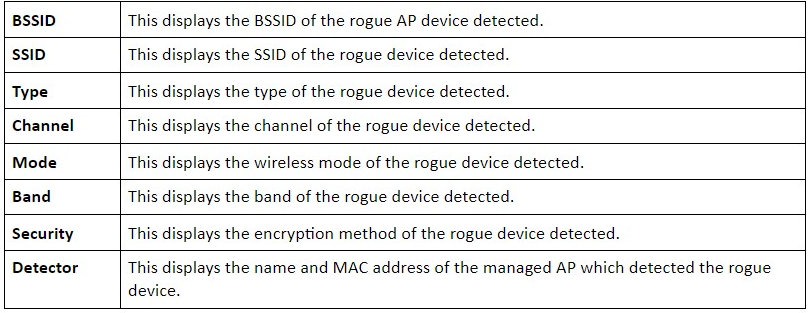 BSSID This displays the BSSID of the rogue AP device detected.
SSID This displays the SSID of the rogue device detected.
Type This displays the type of the rogue device detected.
Channel This displays the channel of the rogue device detected.
Mode This displays the wireless mode of the rogue device detected.
Band This displays the band of the rogue device detected.
Security This displays the encryption method of the rogue device detected.
Detector This displays the name and MAC address of the managed AP which detected the rogue
device.